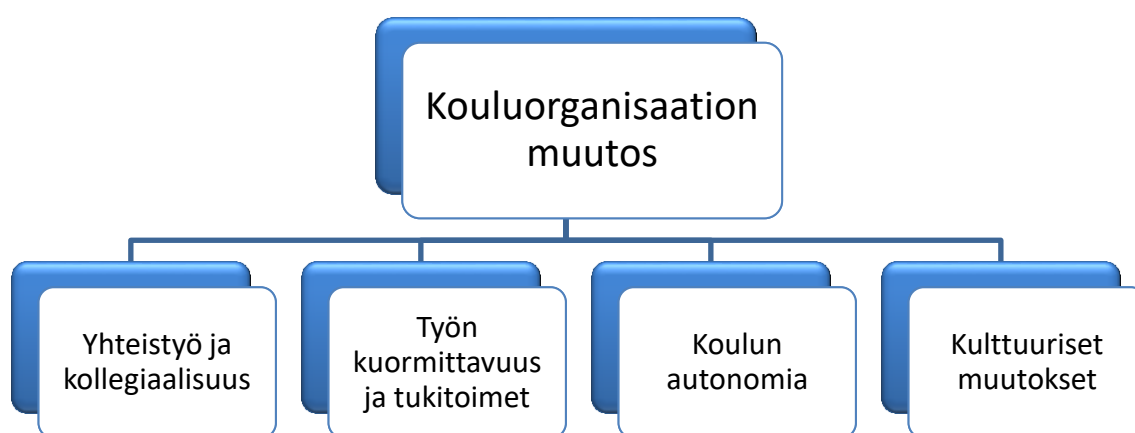 Kouluorganisaation
muutos
Yhteistyö ja
kollegiaalisuus
Työn
kuormittavuus
ja tukitoimet
Koulun
autonomia
Kulttuuriset
muutokset